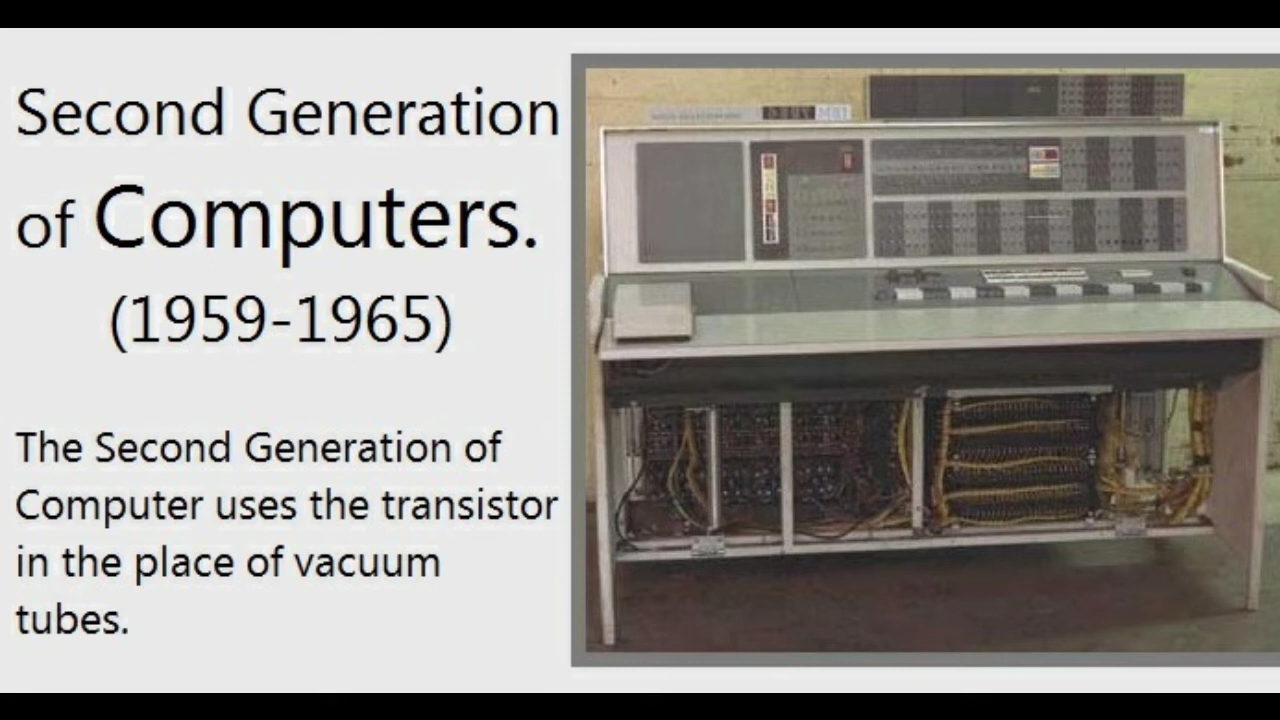 Second Generation
of Computers.
(1959-1965)
The Second Generation of
Computer uses the transistor
in the place of vacuum
tubes.